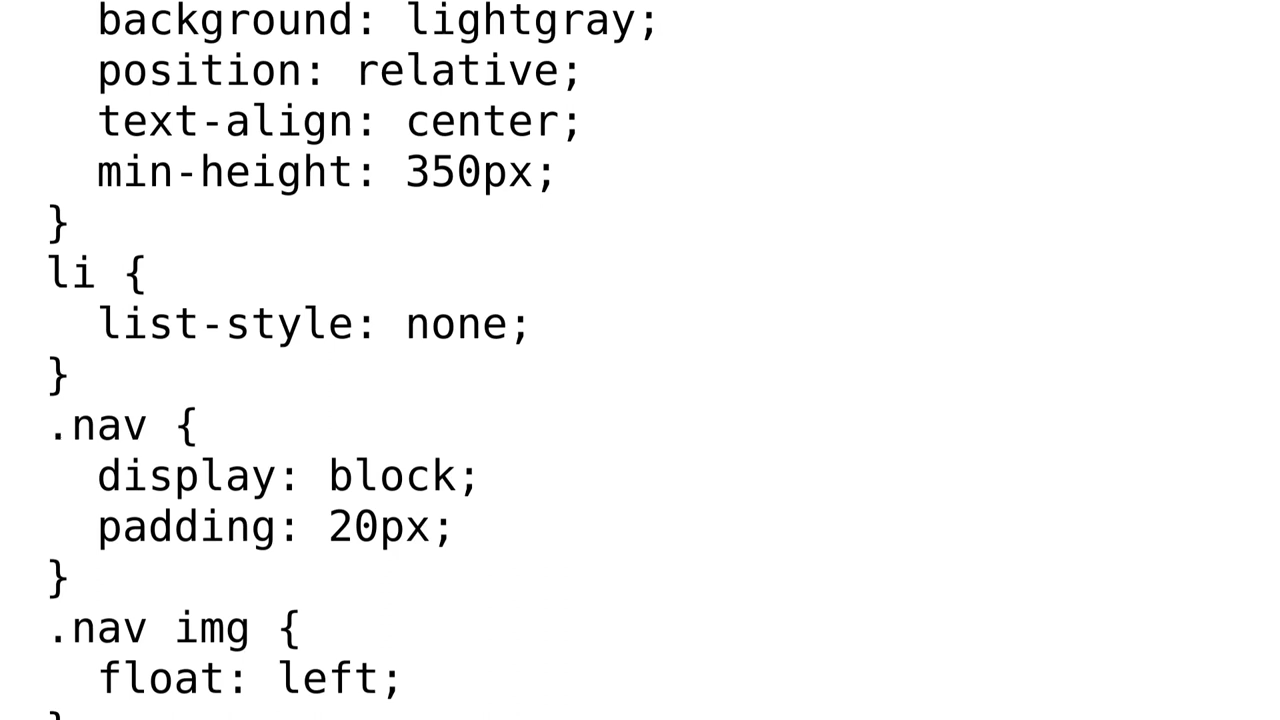 background: lightgray;
  position: relative;
  text-align: center;
  min-height: 350px;
}
li {
  list-style: none;
}
.nav {
  display: block;
  padding: 20px;
}
.nav img {
  float: left;
}